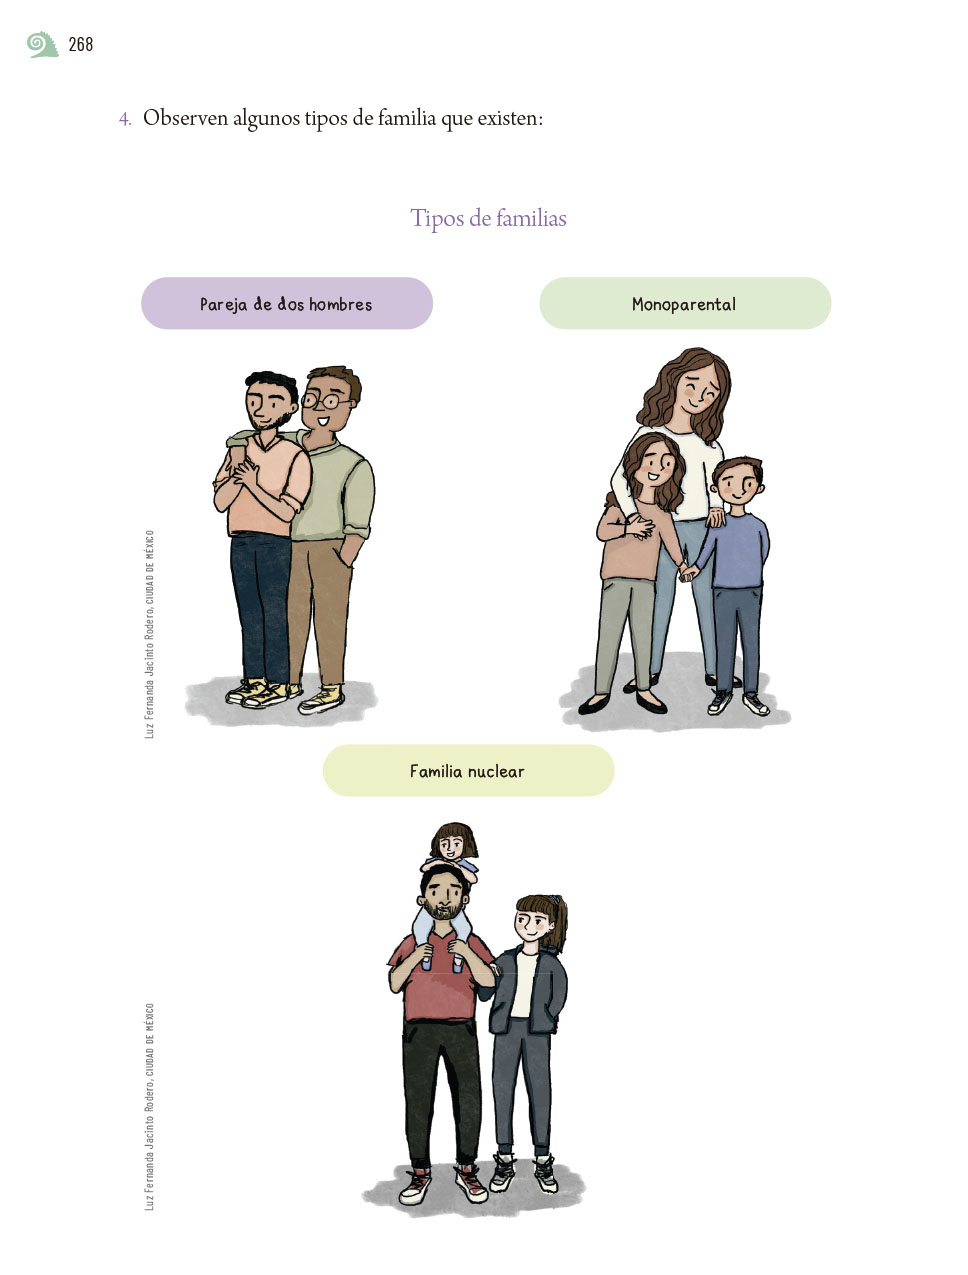 268
4. Observen algunos tipos de familia que existen:
Tipos de familias
Pareja de dos hombres
Monoparental
Luz Fernanda Jacinto Rodero, CIUDAD DE MÉXICO
Familia nuclear
Luz Fernanda Jacinto Rodero, CIUDAD DE MÉXICO